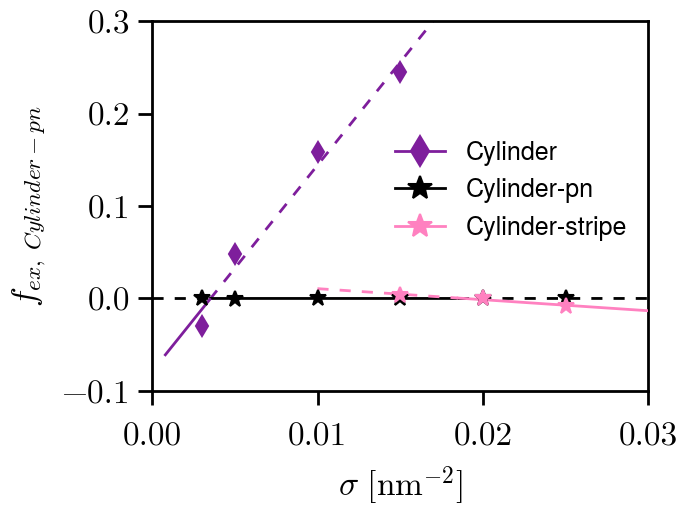 0.3
0.2
0.1
0.0
−0.1
f_{ex, Cylinder−pn}
Cylinder
Cylinder-pn
Cylinder-stripe
0.00 0.01 0.02 0.03
σ [nm⁻²]